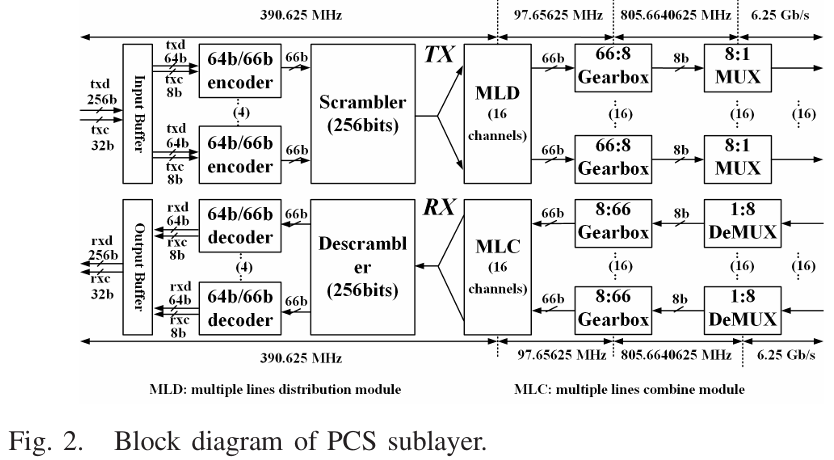 390.625 MHz
97.65625 MHz
805.6640625 MHz
6.25 Gb/s
txd
256b
txc
32b
Input Buffer
txd
64b
txc
8b
64b/66b
encoder
66b
(4)
txd
64b
txc
8b
64b/66b
encoder
66b
Scrambler
(256bits)
TX
MLD
(16
channels)
66b
66:8
Gearbox
8b
8:1
MUX
(16)
(16)
(16)
66b
66:8
Gearbox
8b
8:1
MUX
rxd
256b
rxc
32b
Output Buffer
rxd
64b
rxc
8b
64b/66b
decoder
66b
(4)
rxd
64b
rxc
8b
64b/66b
decoder
66b
Descrambl
er
(256bits)
RX
MLC
(16
channels)
66b
8:66
Gearbox
8b
1:8
DeMUX
(16)
(16)
(16)
66b
8:66
Gearbox
8b
1:8
DeMUX
390.625 MHz
97.65625 MHz
805.6640625 MHz
6.25 Gb/s
MLD: multiple lines distribution module
MLC: multiple lines combine module
Fig. 2. Block diagram of PCS sublayer.